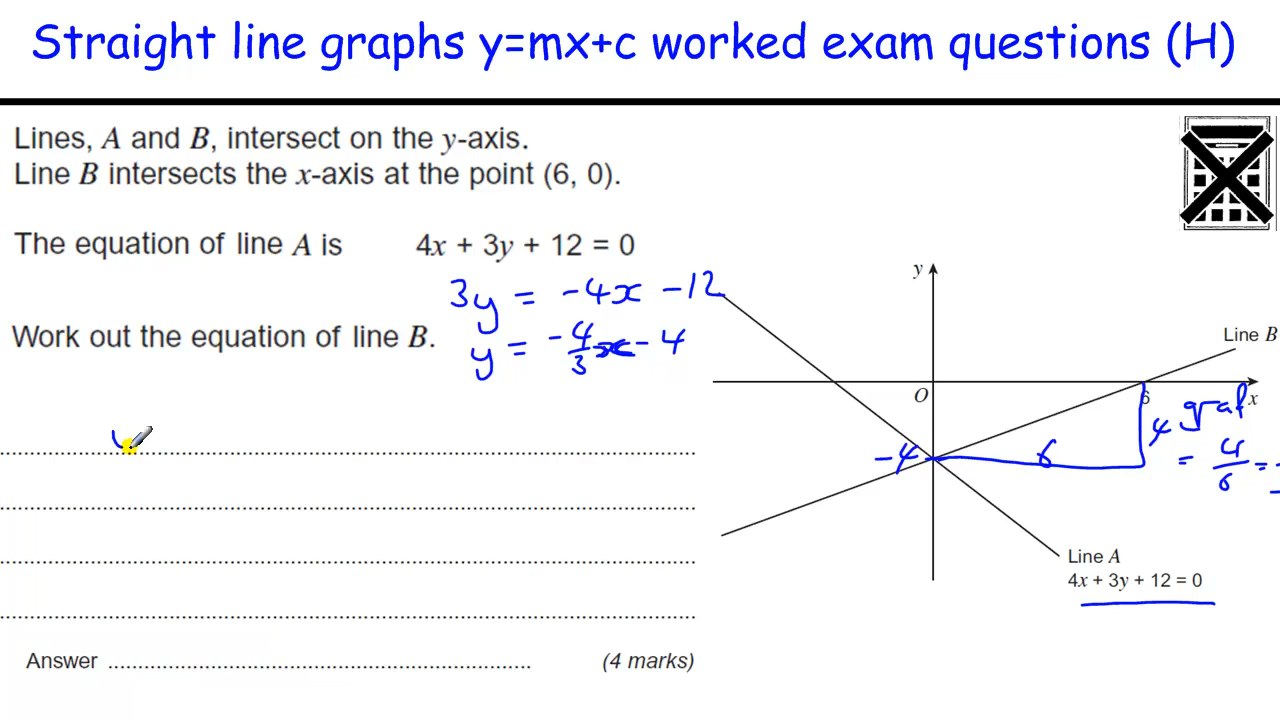 Straight line graphs y=mx+c worked exam questions (H)
Lines, A and B, intersect on the y-axis.
Line B intersects the x-axis at the point (6, 0).
The equation of line A is 4x + 3y + 12 = 0
3y = -4x -12
Work out the equation of line B.
y = -4/3x - 4
y
Line B
O
6
x
4
grad
-4
6
= 4/6 =
Line A
4x + 3y + 12 = 0
Answer
(4 marks)